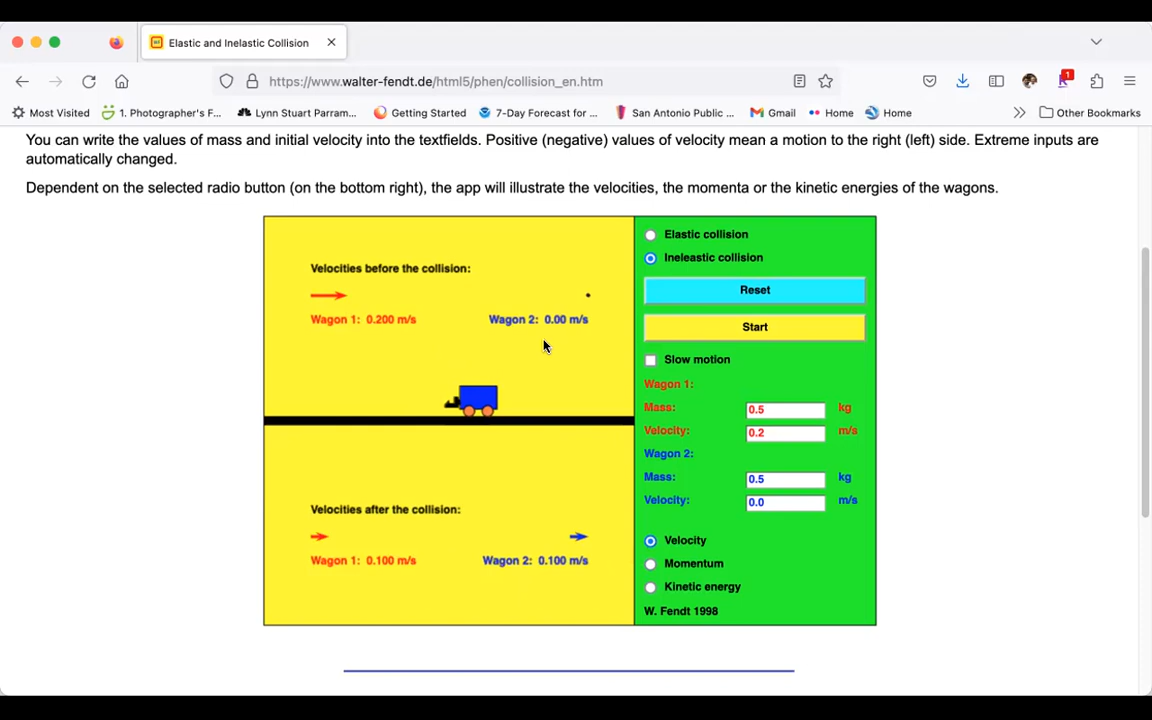 Elastic and Inelastic Collision
https://www.walter-fendt.de/html5/phen/collision_en.htm
1
Most Visited 1. Photographer's F... Lynn Stuart Parram... Getting Started 7-Day Forecast for ... San Antonio Public ... Gmail Home Home Other Bookmarks
You can write the values of mass and initial velocity into the textfields. Positive (negative) values of velocity mean a motion to the right (left) side. Extreme inputs are
automatically changed.
Dependent on the selected radio button (on the bottom right), the app will illustrate the velocities, the momenta or the kinetic energies of the wagons.
Velocities before the collision:
Wagon 1: 0.200 m/s Wagon 2: 0.00 m/s
Velocities after the collision:
Wagon 1: 0.100 m/s Wagon 2: 0.100 m/s
Elastic collision
Ineleastic collision
Reset
Start
Slow motion
Wagon 1:
Mass: 0.5 kg
Velocity: 0.2 m/s
Wagon 2:
Mass: 0.5 kg
Velocity: 0.0 m/s
Velocity
Momentum
Kinetic energy
W. Fendt 1998